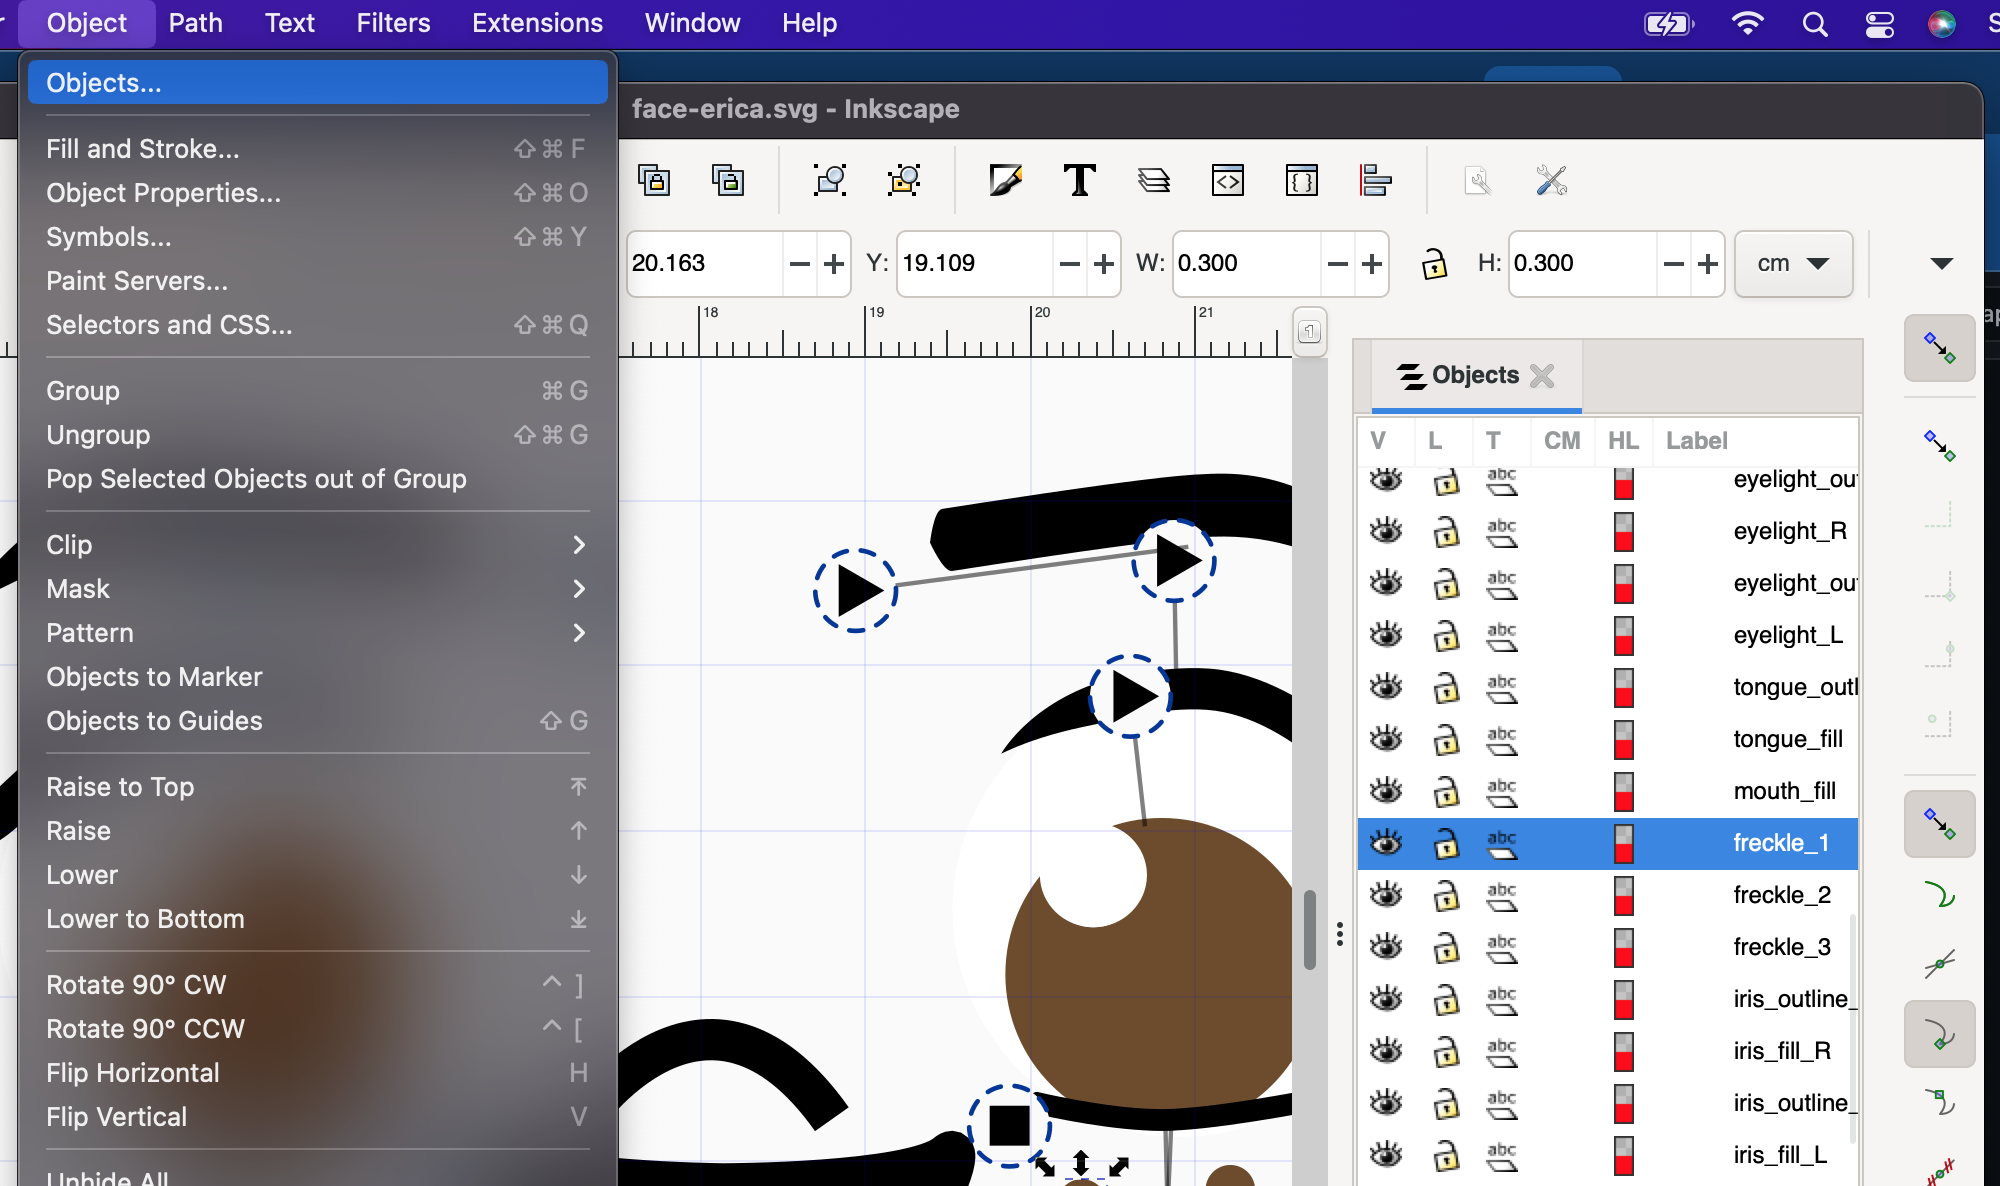 Object Path Text Filters Extensions Window Help
Objects...
face-erica.svg - Inkscape
Fill and Stroke... ⇧⌘F
Object Properties... ⇧⌘O
Symbols... ⇧⌘Y
Paint Servers...
Selectors and CSS... ⇧⌘Q
Group ⌘G
Ungroup ⇧⌘G
Pop Selected Objects out of Group
Clip
Mask
Pattern
Objects to Marker
Objects to Guides ⇧G
Raise to Top
Raise ↑
Lower ↓
Lower to Bottom
Rotate 90° CW ^ ]
Rotate 90° CCW ^ [
Flip Horizontal H
Flip Vertical V
Unhide All
20.163 − + Y: 19.109 − + W: 0.300 − + H: 0.300 − + cm
18 19 20 21
1
Objects
V L T CM HL Label
abc eyelight_ou
abc eyelight_R
abc eyelight_ou
abc eyelight_L
abc tongue_outl
abc tongue_fill
abc mouth_fill
abc freckle_1
abc freckle_2
abc freckle_3
abc iris_outline_
abc iris_fill_R
abc iris_outline_
abc iris_fill_L